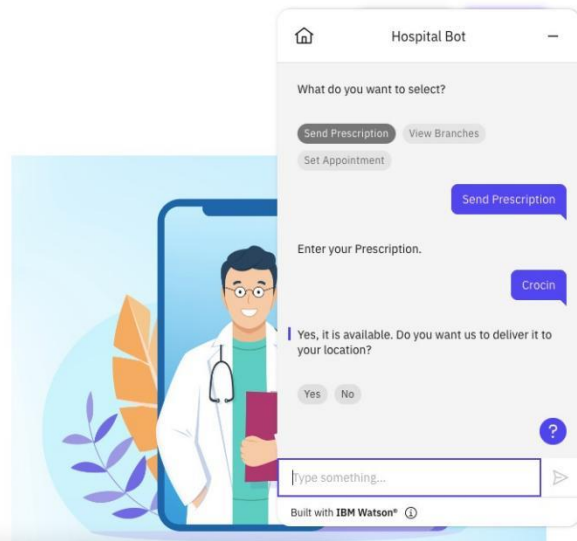 Hospital Bot
What do you want to select?
Send Prescription View Branches
Set Appointment
Send Prescription
Enter your Prescription.
Crocin
Yes, it is available. Do you want us to deliver it to
your location?
Yes No
?
Type something...
Built with IBM Watson®